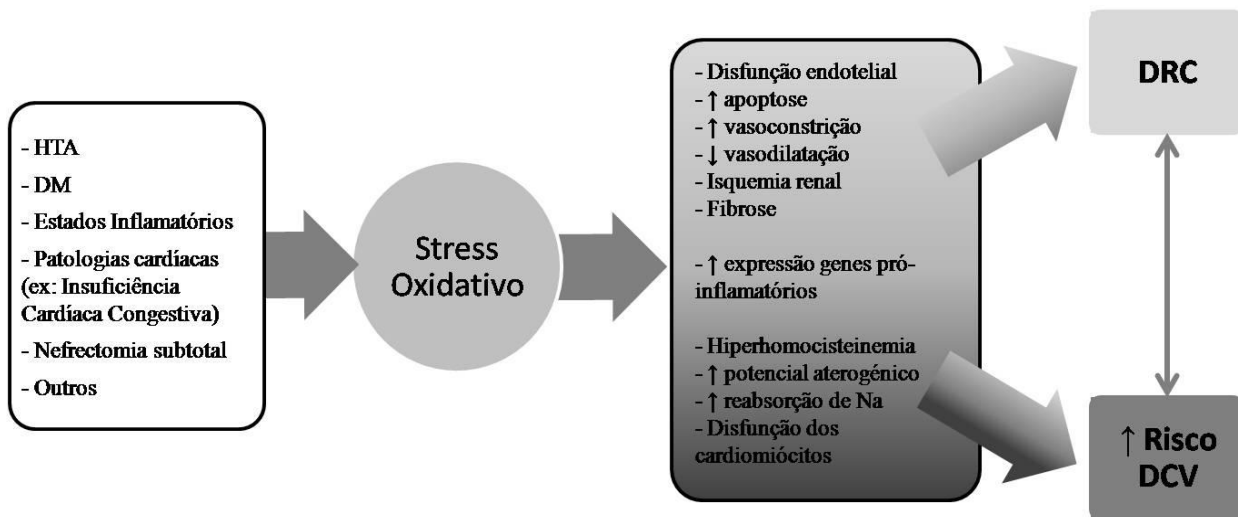 - HTA
- DM
- Estados Inflamatórios
- Patologias cardíacas
(ex: Insuficiência
Cardíaca Congestiva)
- Nefrectomia subtotal
- Outros
Stress
Oxidativo
- Disfunção endotelial
- ↑ apoptose
- ↑ vasoconstrição
- ↓ vasodilatação
- Isquemia renal
- Fibrose
- ↑ expressão genes pró-
inflamatórios
- Hiperhomocisteinemia
- ↑ potencial aterogénico
- ↑ reabsorção de Na
- Disfunção dos
cardiomiócitos
DRC
↑ Risco
DCV